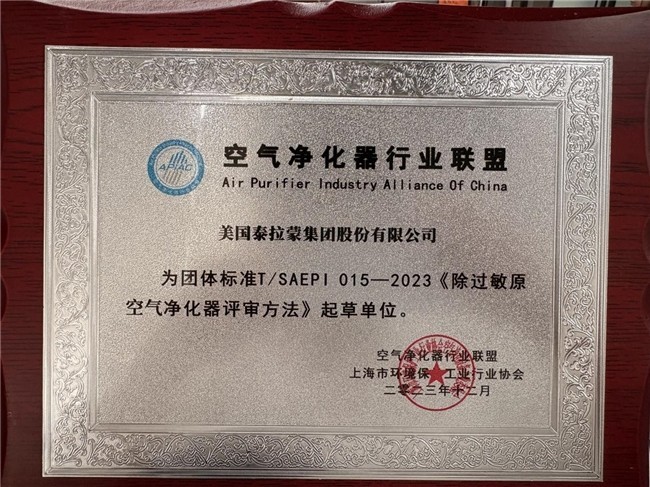 APIAC
空气净化器行业联盟
Air Purifier Industry Alliance Of China
美国泰拉蒙集团股份有限公司
为团体标准T/SAEPI 015—2023《除过敏原
空气净化器评审方法》起草单位。
空气净化器行业联盟
上海市环境保 工业行业协会
二〇二三年十二月